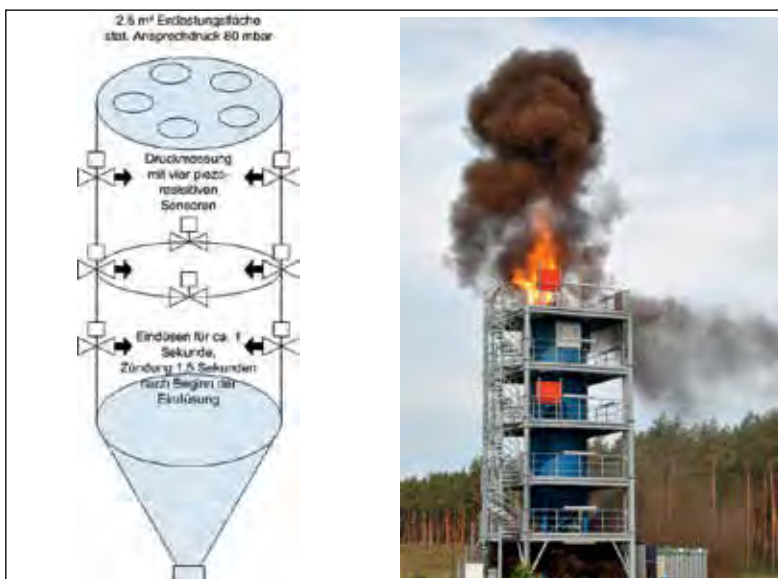 2.5 m² Entlastungsfläche
stat. Ansprechdruck mbar
Druckmessung
mit vier piezo-
resistiven
Sensoren
Eindüsen für ca. 1
Sekunde,
Zündung 1,5 Sekunden
nach Beginn der
Eindüsung